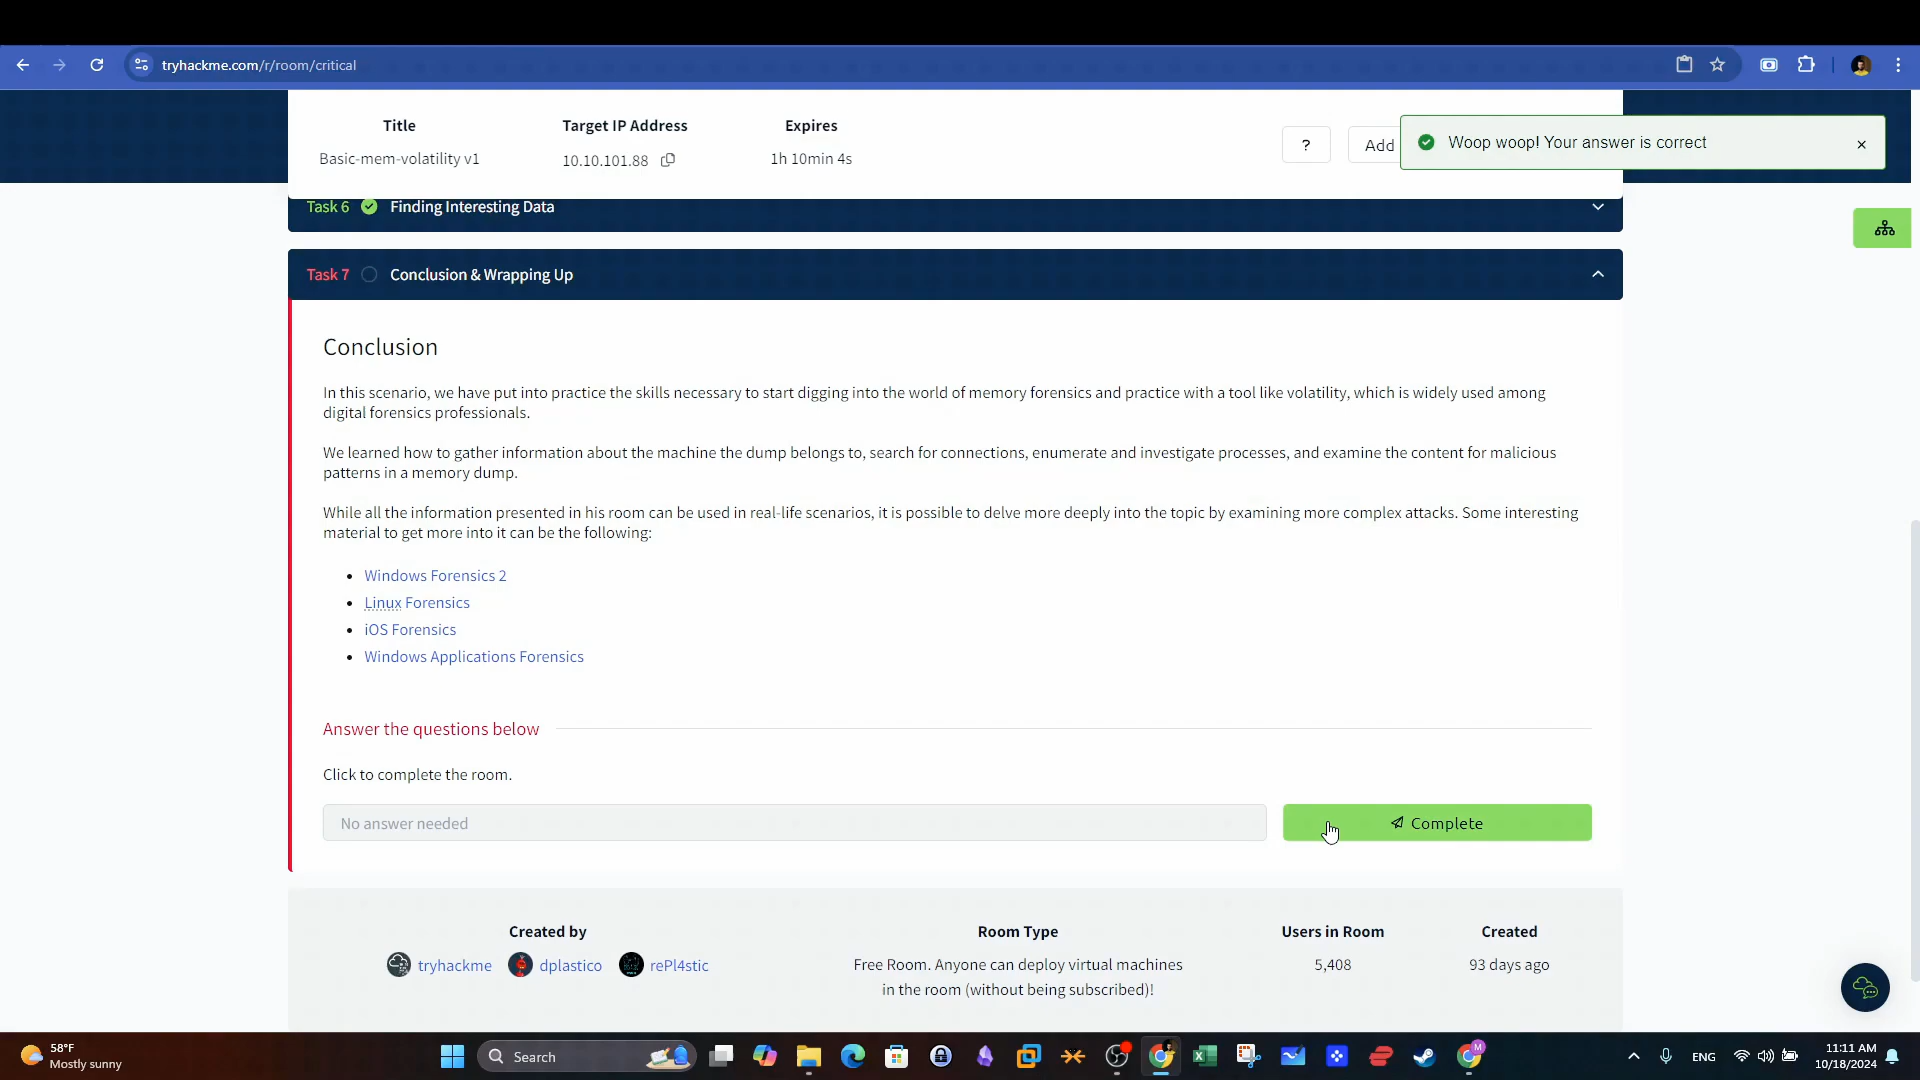 tryhackme.com/r/room/critical
Title
Target IP Address
Expires
Basic-mem-volatility v1
10.10.101.88
1h 10min 4s
?
Add
Woop woop! Your answer is correct
×
Task 6 Finding Interesting Data
Task 7 Conclusion & Wrapping Up
Conclusion
In this scenario, we have put into practice the skills necessary to start digging into the world of memory forensics and practice with a tool like volatility, which is widely used among
digital forensics professionals.
We learned how to gather information about the machine the dump belongs to, search for connections, enumerate and investigate processes, and examine the content for malicious
patterns in a memory dump.
While all the information presented in his room can be used in real-life scenarios, it is possible to delve more deeply into the topic by examining more complex attacks. Some interesting
material to get more into it can be the following:
• Windows Forensics 2
• Linux Forensics
• iOS Forensics
• Windows Applications Forensics
Answer the questions below
Click to complete the room.
No answer needed
Complete
Created by
Room Type
Users in Room
Created
tryhackme dplastico rePl4stic
Free Room. Anyone can deploy virtual machines
in the room (without being subscribed)!
5,408
93 days ago
58°F
Mostly sunny
Search
M
ENG
11:11 AM
10/18/2024